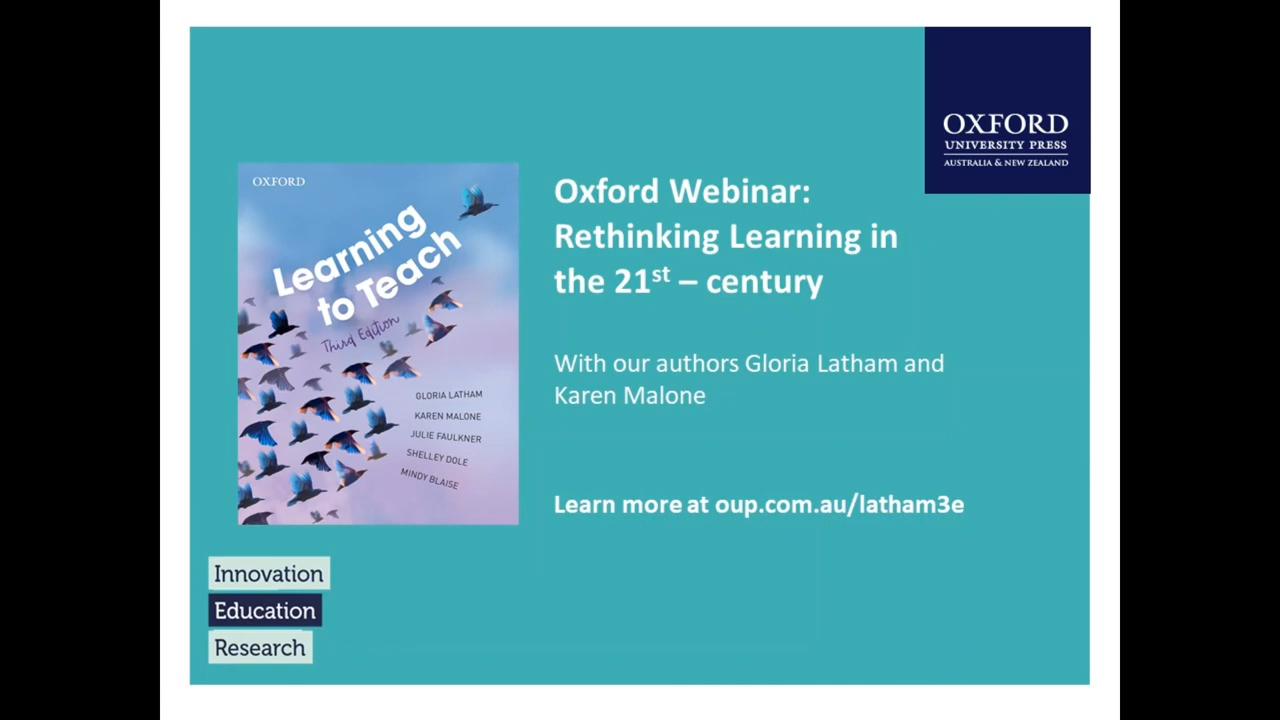 OXFORD
UNIVERSITY PRESS
AUSTRALIA & NEW ZEALAND
OXFORD
Learning
to Teach
Third Edition
GLORIA LATHAM
KAREN MALONE
JULIE FAULKNER
SHELLEY DOLE
MINDY BLAISE
Oxford Webinar:
Rethinking Learning in
the 21st – century
With our authors Gloria Latham and
Karen Malone
Learn more at oup.com.au/latham3e
Innovation
Education
Research